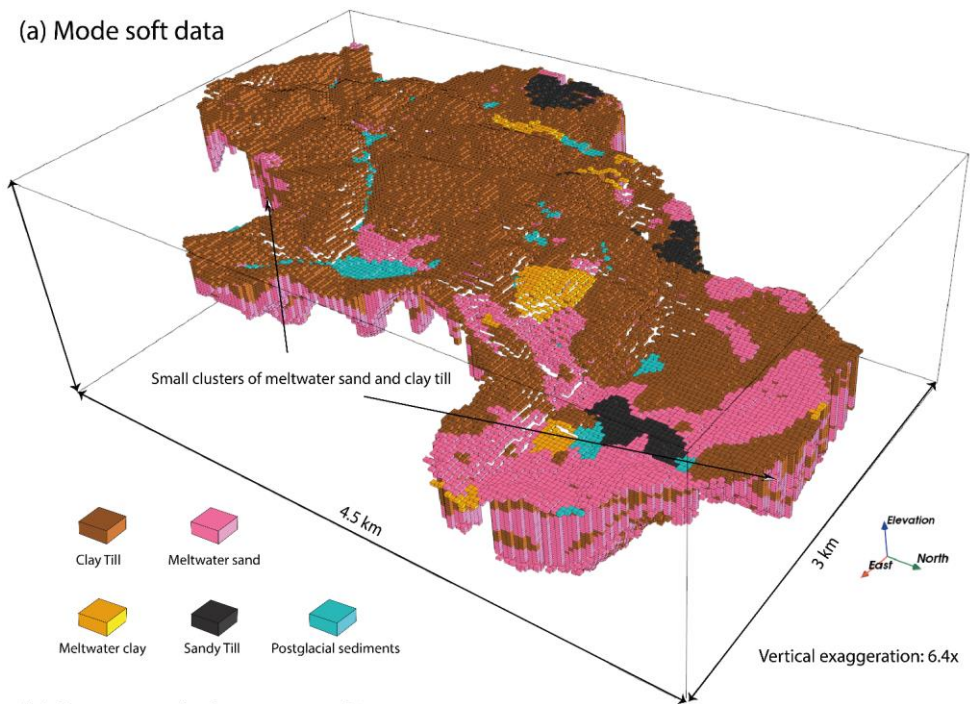 (a) Mode soft data
Small clusters of meltwater sand and clay till
4.5 km
3 km
Elevation
North
East
Clay Till
Meltwater sand
Meltwater clay
Sandy Till
Postglacial sediments
Vertical exaggeration: 6.4x